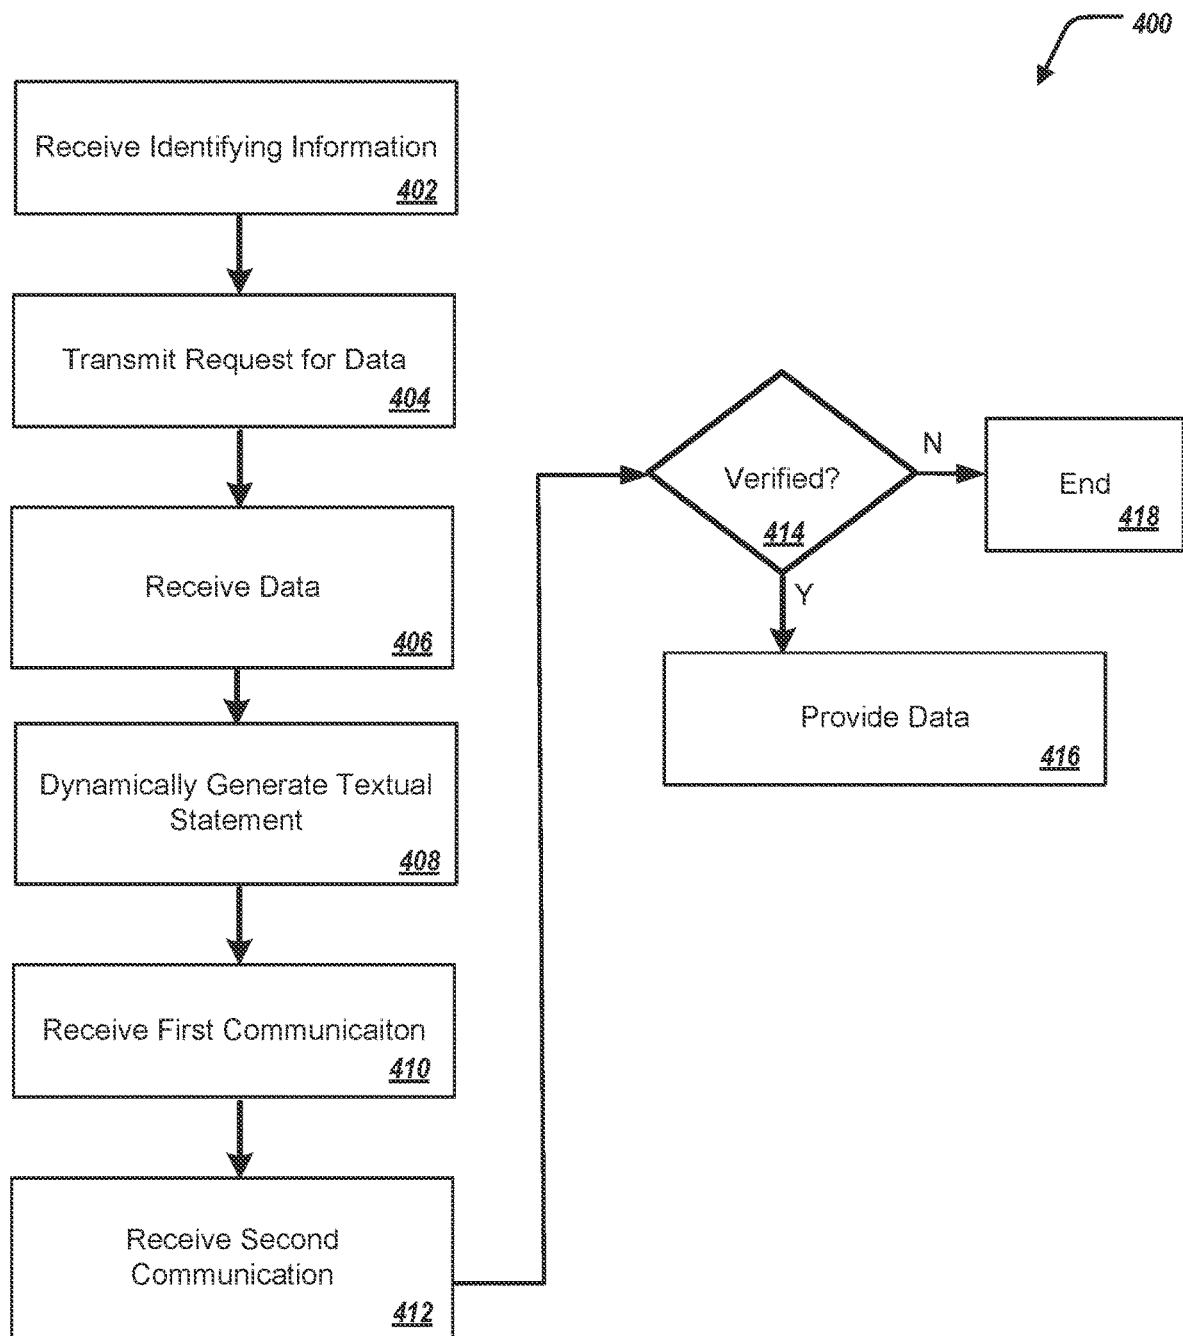 400
Receive Identifying Information
402
Transmit Request for Data
404
Receive Data
406
Dynamically Generate Textual
Statement
408
Receive First Communicaiton
410
Receive Second
Communication
412
Verified?
414
N
End
418
Y
Provide Data
416